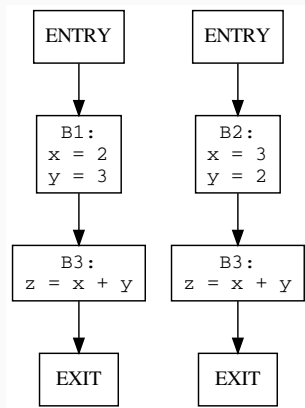 ENTRY
B1:
x = 2
y = 3
B3:
z = x + y
EXIT
ENTRY
B2:
x = 3
y = 2
B3:
z = x + y
EXIT